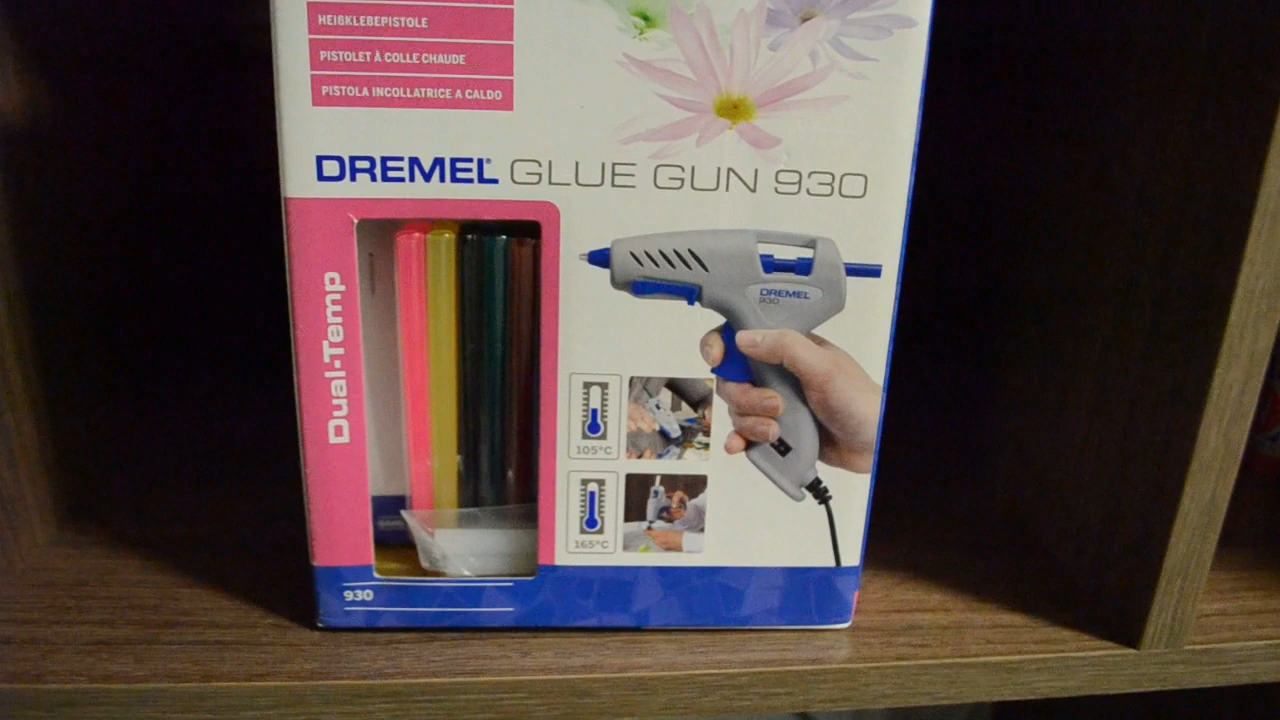 HEIßKLEBEPISTOLE
PISTOLET À COLLE CHAUDE
PISTOLA INCOLLATRICE A CALDO
DREMEL® GLUE GUN 930
Dual-Temp
DREMEL
930
105°C
165°C
930